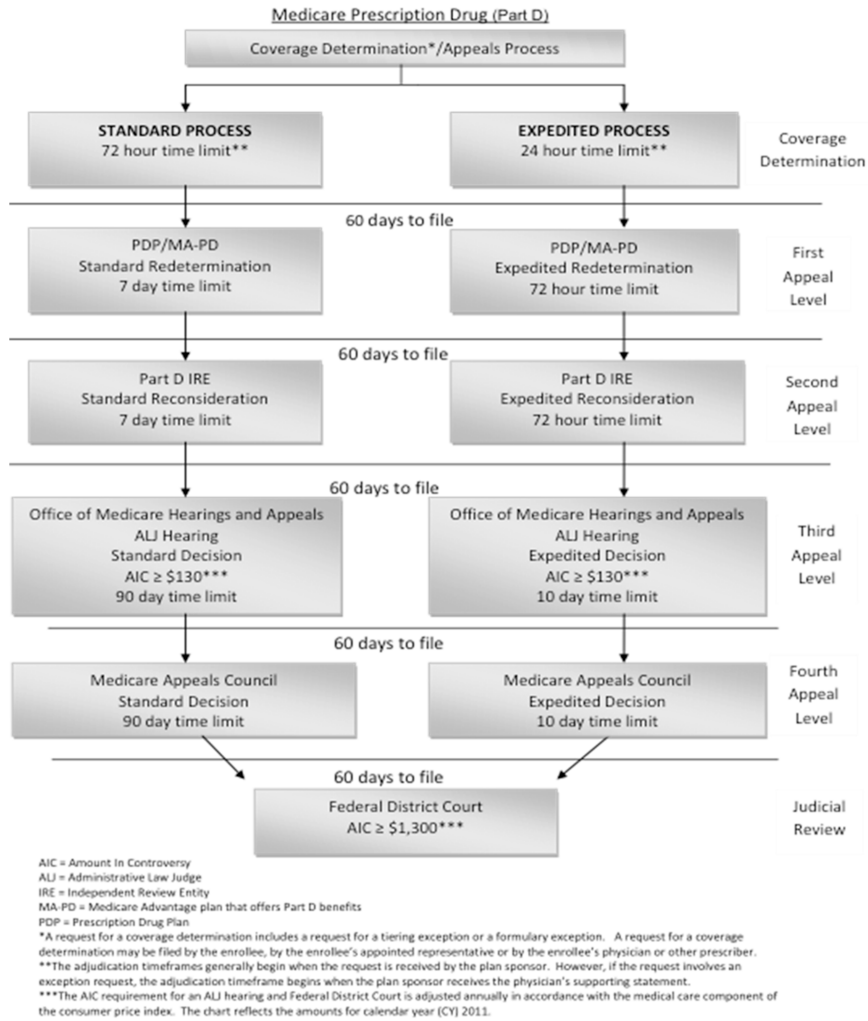 Medicare Prescription Drug (Part D)
Coverage Determination*/Appeals Process
STANDARD PROCESS
72 hour time limit**
EXPEDITED PROCESS
24 hour time limit**
Coverage
Determination
60 days to file
PDP/MA-PD
Standard Redetermination
7 day time limit
PDP/MA-PD
Expedited Redetermination
72 hour time limit
First
Appeal
Level
60 days to file
Part D IRE
Standard Reconsideration
7 day time limit
Part D IRE
Expedited Reconsideration
72 hour time limit
Second
Appeal
Level
60 days to file
Office of Medicare Hearings and Appeals
ALJ Hearing
Standard Decision
AIC ≥ $130***
90 day time limit
Office of Medicare Hearings and Appeals
ALJ Hearing
Expedited Decision
AIC ≥ $130***
10 day time limit
Third
Appeal
Level
60 days to file
Medicare Appeals Council
Standard Decision
90 day time limit
Medicare Appeals Council
Expedited Decision
10 day time limit
Fourth
Appeal
Level
60 days to file
Federal District Court
AIC ≥ $1,300***
Judicial
Review
AIC = Amount In Controversy
ALJ = Administrative Law Judge
IRE = Independent Review Entity
MA-PD = Medicare Advantage plan that offers Part D benefits
PDP = Prescription Drug Plan
*A request for a coverage determination includes a request for a tiering exception or a formulary exception. A request for a coverage
determination may be filed by the enrollee, by the enrollee's appointed representative or by the enrollee's physician or other prescriber.
**The adjudication timeframes generally begin when the request is received by the plan sponsor. However, if the request involves an
exception request, the adjudication timeframe begins when the plan sponsor receives the physician's supporting statement.
***The AIC requirement for an ALJ hearing and Federal District Court is adjusted annually in accordance with the medical care component of
the consumer price index. The chart reflects the amounts for calendar year (CY) 2011.